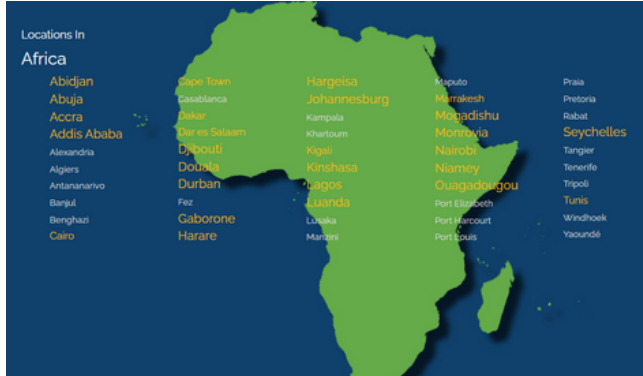 Locations In
Africa
Abidjan
Abuja
Accra
Addis Ababa
Alexandria
Algiers
Antananarivo
Banjul
Benghazi
Cairo
Cape Town
Casablanca
Dakar
Dar es Salaam
Djibouti
Douala
Durban
Fez
Gaborone
Harare
Hargeisa
Johannesburg
Kampala
Khartoum
Kigali
Kinshasa
Lagos
Luanda
Lusaka
Manzini
Maputo
Marrakesh
Mogadishu
Monrovia
Nairobi
Niamey
Ouagadougou
Port Elizabeth
Port Harcourt
Port Louis
Praia
Pretoria
Rabat
Seychelles
Tangier
Tenerife
Tripoli
Tunis
Windhoek
Yaoundé